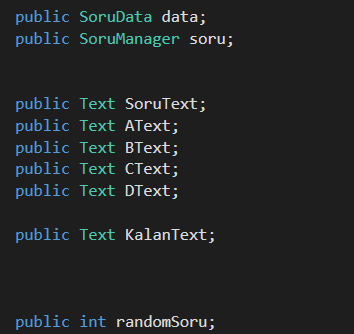 public SoruData data;
public SoruManager soru;
public Text SoruText;
public Text AText;
public Text BText;
public Text CText;
public Text DText;
public Text KalanText;
public int randomSoru;